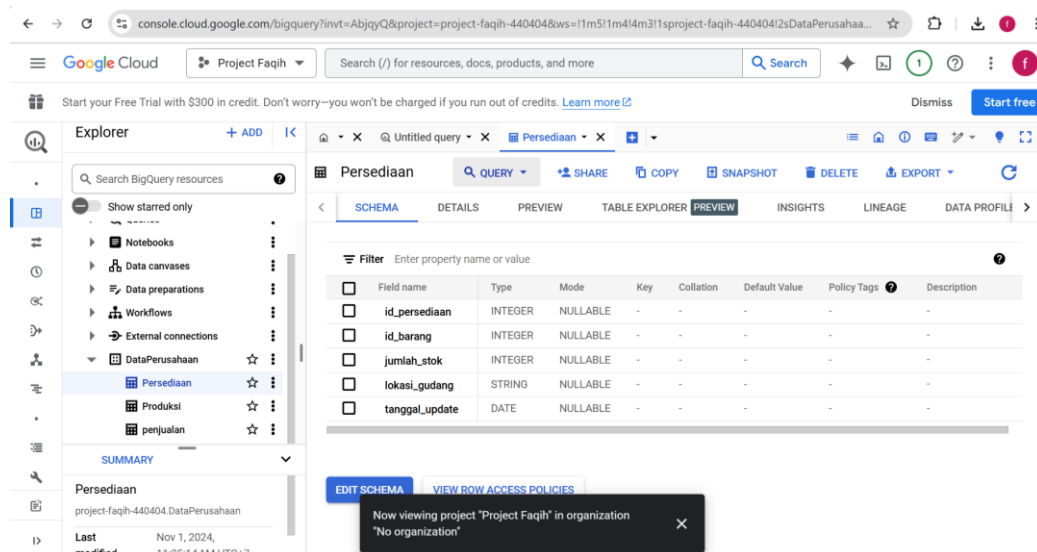 console.cloud.google.com/bigquery?invt=AbjqyQ&project=project-faqih-440404&ws=!1m5!1m4!4m3!1sproject-faqih-440404!2sDataPerusahaa...
f
Google Cloud
Project Faqih
Search (/) for resources, docs, products, and more
Search
1
f
Start your Free Trial with $300 in credit. Don't worry—you won't be charged if you run out of credits. Learn more
Dismiss
Start free
Explorer
+ ADD
Untitled query
Persediaan
Search BigQuery resources
Show starred only
Notebooks
Data canvases
Data preparations
Workflows
External connections
DataPerusahaan
Persediaan
Produksi
penjualan
SUMMARY
Persediaan
project-faqih-440404.DataPerusahaan
Last Nov 1, 2024,
Persediaan
QUERY
SHARE
COPY
SNAPSHOT
DELETE
EXPORT
SCHEMA DETAILS PREVIEW TABLE EXPLORER PREVIEW INSIGHTS LINEAGE DATA PROFILE
Filter Enter property name or value
Field name Type Mode Key Collation Default Value Policy Tags Description
id_persediaan INTEGER NULLABLE - - - - -
id_barang INTEGER NULLABLE - - - - -
jumlah_stok INTEGER NULLABLE - - - - -
lokasi_gudang STRING NULLABLE - - - - -
tanggal_update DATE NULLABLE - - - - -
EDIT SCHEMA
VIEW ROW ACCESS POLICIES
Now viewing project "Project Faqih" in organization
"No organization"